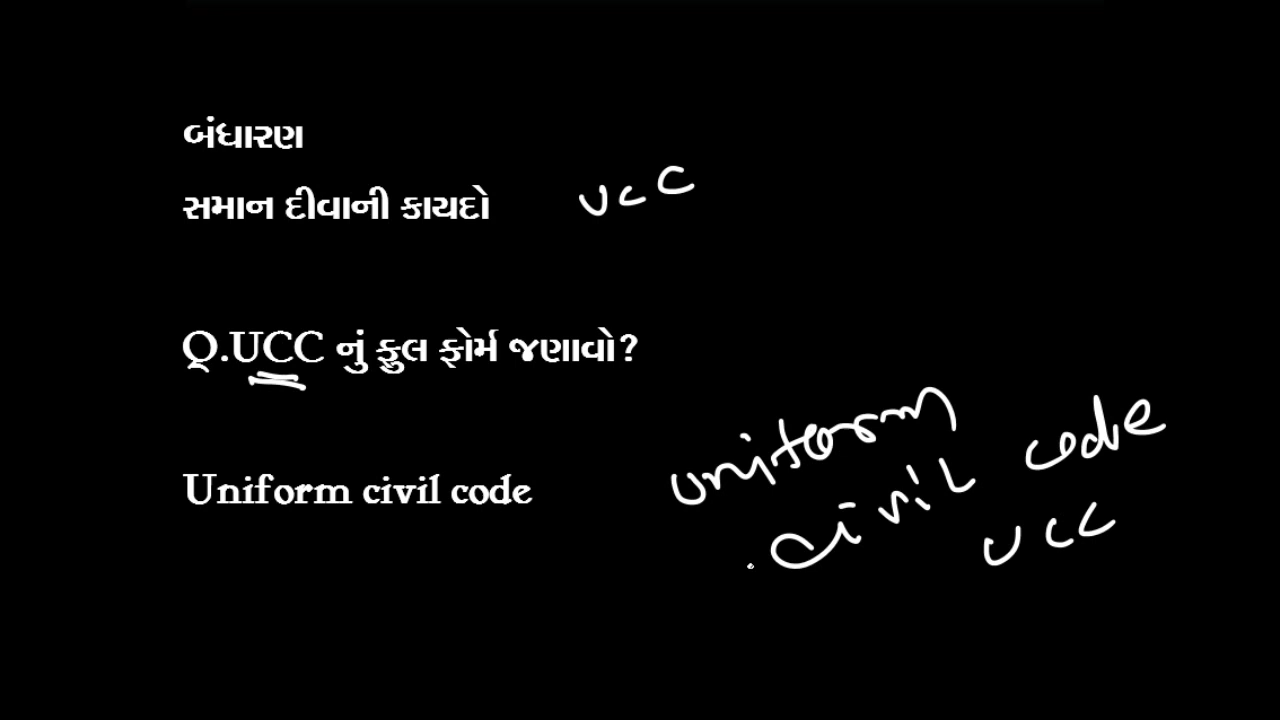 બંધારણ
સમાન દીવાની કાયદો UCC
Q.UCC નું ફુલ ફોર્મ જણાવો?
Uniform civil code
uniform
civil code
UCC